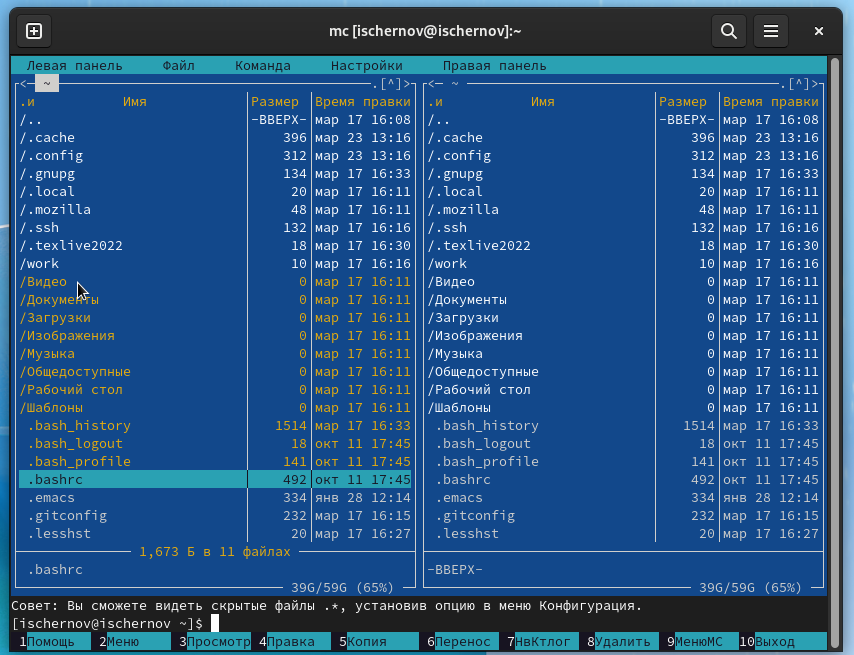 mc [ischernov@ischernov]:~
Левая панель Файл Команда Настройки Правая панель
<─ ~ .[^]> <─ ~ .[^]>
.и Имя Размер Время правки .и Имя Размер Время правки
/.. -ВВЕРХ- мар 17 16:08 /.. -ВВЕРХ- мар 17 16:08
/.cache 396 мар 23 13:16 /.cache 396 мар 23 13:16
/.config 312 мар 23 13:16 /.config 312 мар 23 13:16
/.gnupg 134 мар 17 16:33 /.gnupg 134 мар 17 16:33
/.local 20 мар 17 16:11 /.local 20 мар 17 16:11
/.mozilla 48 мар 17 16:11 /.mozilla 48 мар 17 16:11
/.ssh 132 мар 17 16:16 /.ssh 132 мар 17 16:16
/.texlive2022 18 мар 17 16:30 /.texlive2022 18 мар 17 16:30
/work 10 мар 17 16:16 /work 10 мар 17 16:16
/Видео 0 мар 17 16:11 /Видео 0 мар 17 16:11
/Документы 0 мар 17 16:11 /Документы 0 мар 17 16:11
/Загрузки 0 мар 17 16:11 /Загрузки 0 мар 17 16:11
/Изображения 0 мар 17 16:11 /Изображения 0 мар 17 16:11
/Музыка 0 мар 17 16:11 /Музыка 0 мар 17 16:11
/Общедоступные 0 мар 17 16:11 /Общедоступные 0 мар 17 16:11
/Рабочий стол 0 мар 17 16:11 /Рабочий стол 0 мар 17 16:11
/Шаблоны 0 мар 17 16:11 /Шаблоны 0 мар 17 16:11
.bash_history 1514 мар 17 16:33 .bash_history 1514 мар 17 16:33
.bash_logout 18 окт 11 17:45 .bash_logout 18 окт 11 17:45
.bash_profile 141 окт 11 17:45 .bash_profile 141 окт 11 17:45
.bashrc 492 окт 11 17:45 .bashrc 492 окт 11 17:45
.emacs 334 янв 28 12:14 .emacs 334 янв 28 12:14
.gitconfig 232 мар 17 16:15 .gitconfig 232 мар 17 16:15
.lesshst 20 мар 17 16:27 .lesshst 20 мар 17 16:27
1,673 Б в 11 файлах
.bashrc -ВВЕРХ-
39G/59G (65%) 39G/59G (65%)
Совет: Вы сможете видеть скрытые файлы .*, установив опцию в меню Конфигурация.
[ischernov@ischernov ~]$
1Помощь 2Меню 3Просмотр 4Правка 5Копия 6Перенос 7НвКтлог 8Удалить 9МенюMC 10Выход